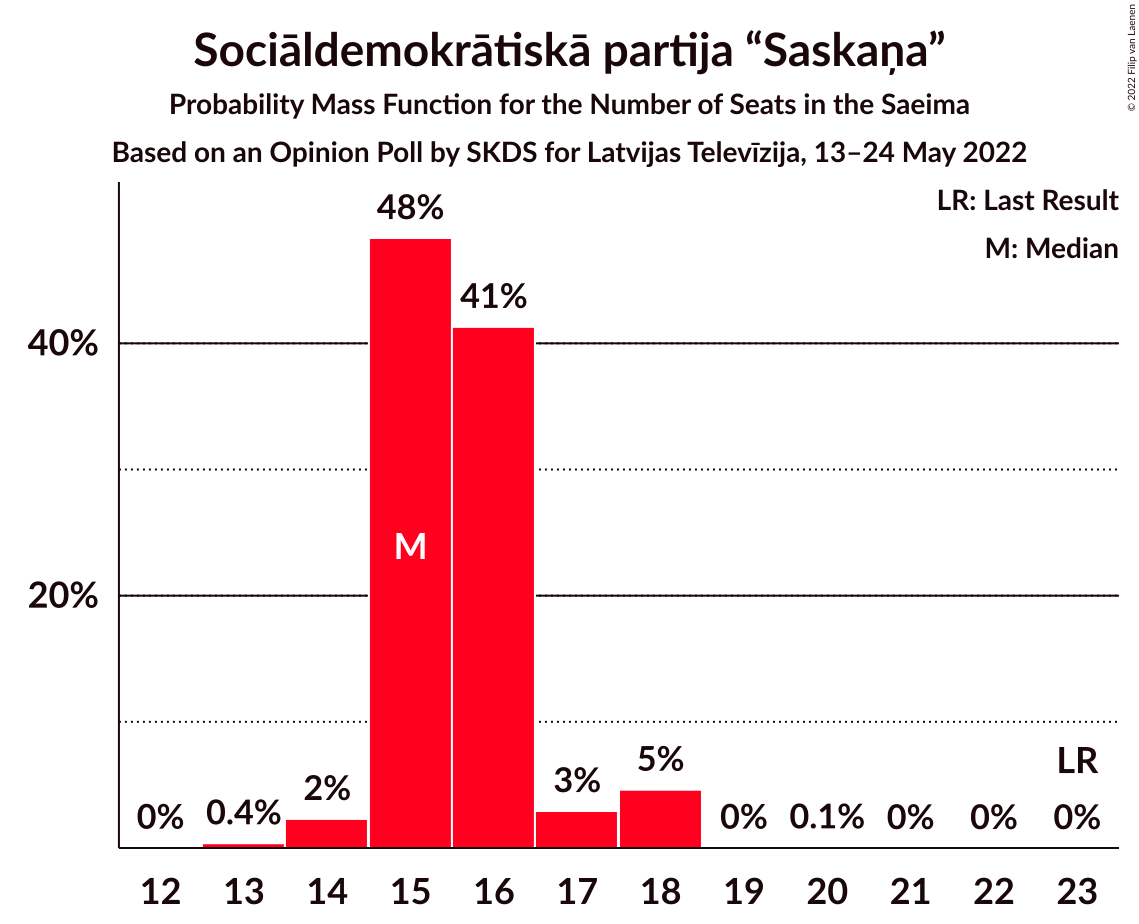 Sociāldemokrātiskā partija “Saskaņa”
Probability Mass Function for the Number of Seats in the Saeima
Based on an Opinion Poll by SKDS for Latvijas Televīzija, 13–24 May 2022
© 2022 Filip van Laenen
LR: Last Result
M: Median
40%
20%
0%
0.4%
2%
48%
M
41%
3%
5%
0%
0.1%
0%
0%
LR
0%
12 13 14 15 16 17 18 19 20 21 22 23